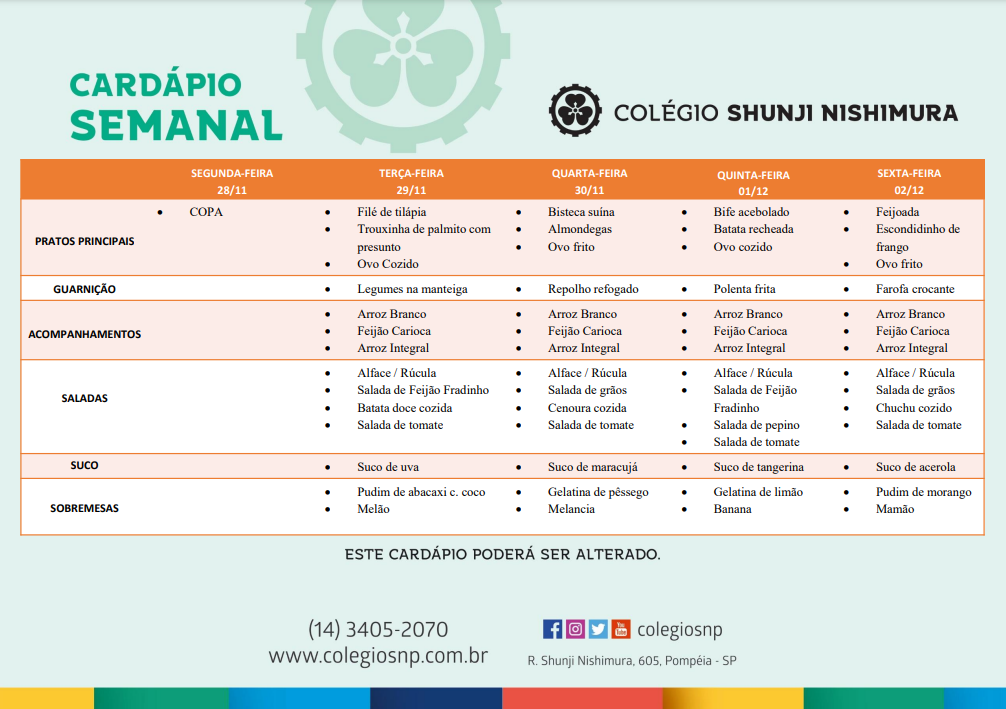 CARDÁPIO
SEMANAL
COLÉGIO SHUNJI NISHIMURA
SEGUNDA-FEIRA
28/11
TERÇA-FEIRA
29/11
QUARTA-FEIRA
30/11
QUINTA-FEIRA
01/12
SEXTA-FEIRA
02/12
PRATOS PRINCIPAIS
• COPA
• Filé de tilápia
• Trouxinha de palmito com
presunto
• Ovo Cozido
• Bisteca suína
• Almondegas
• Ovo frito
• Bife acebolado
• Batata recheada
• Ovo cozido
• Feijoada
• Escondidinho de
frango
• Ovo frito
GUARNIÇÃO
• Legumes na manteiga
• Repolho refogado
• Polenta frita
• Farofa crocante
ACOMPANHAMENTOS
• Arroz Branco
• Feijão Carioca
• Arroz Integral
• Arroz Branco
• Feijão Carioca
• Arroz Integral
• Arroz Branco
• Feijão Carioca
• Arroz Integral
• Arroz Branco
• Feijão Carioca
• Arroz Integral
SALADAS
• Alface / Rúcula
• Salada de Feijão Fradinho
• Batata doce cozida
• Salada de tomate
• Alface / Rúcula
• Salada de grãos
• Cenoura cozida
• Salada de tomate
• Alface / Rúcula
• Salada de Feijão
Fradinho
• Salada de pepino
• Salada de tomate
• Alface / Rúcula
• Salada de grãos
• Chuchu cozido
• Salada de tomate
SUCO
• Suco de uva
• Suco de maracujá
• Suco de tangerina
• Suco de acerola
SOBREMESAS
• Pudim de abacaxi c. coco
• Melão
• Gelatina de pêssego
• Melancia
• Gelatina de limão
• Banana
• Pudim de morango
• Mamão
ESTE CARDÁPIO PODERÁ SER ALTERADO.
(14) 3405-2070
www.colegiosnp.com.br
You Tube
colegiosnp
R. Shunji Nishimura, 605, Pompéia - SP